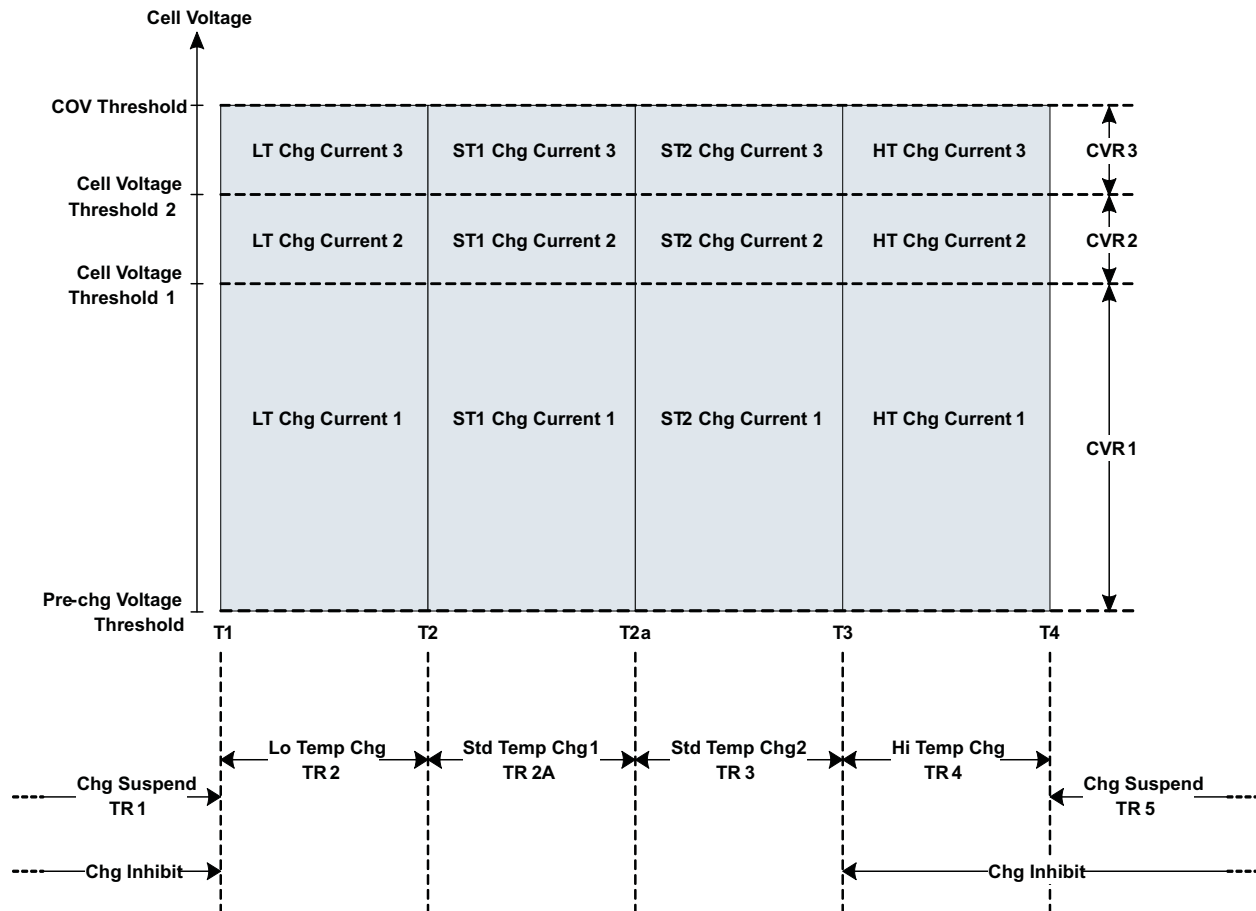 Cell Voltage
COV Threshold
LT Chg Current 3
ST1 Chg Current 3
ST2 Chg Current 3
HT Chg Current 3
CVR 3
Cell Voltage
Threshold 2
LT Chg Current 2
ST1 Chg Current 2
ST2 Chg Current 2
HT Chg Current 2
CVR 2
Cell Voltage
Threshold 1
LT Chg Current 1
ST1 Chg Current 1
ST2 Chg Current 1
HT Chg Current 1
CVR 1
Pre-chg Voltage
Threshold
T1
T2
T2a
T3
T4
Lo Temp Chg
TR 2
Std Temp Chg1
TR 2A
Std Temp Chg2
TR 3
Hi Temp Chg
TR 4
Chg Suspend
TR 1
Chg Suspend
TR 5
Chg Inhibit
Chg Inhibit